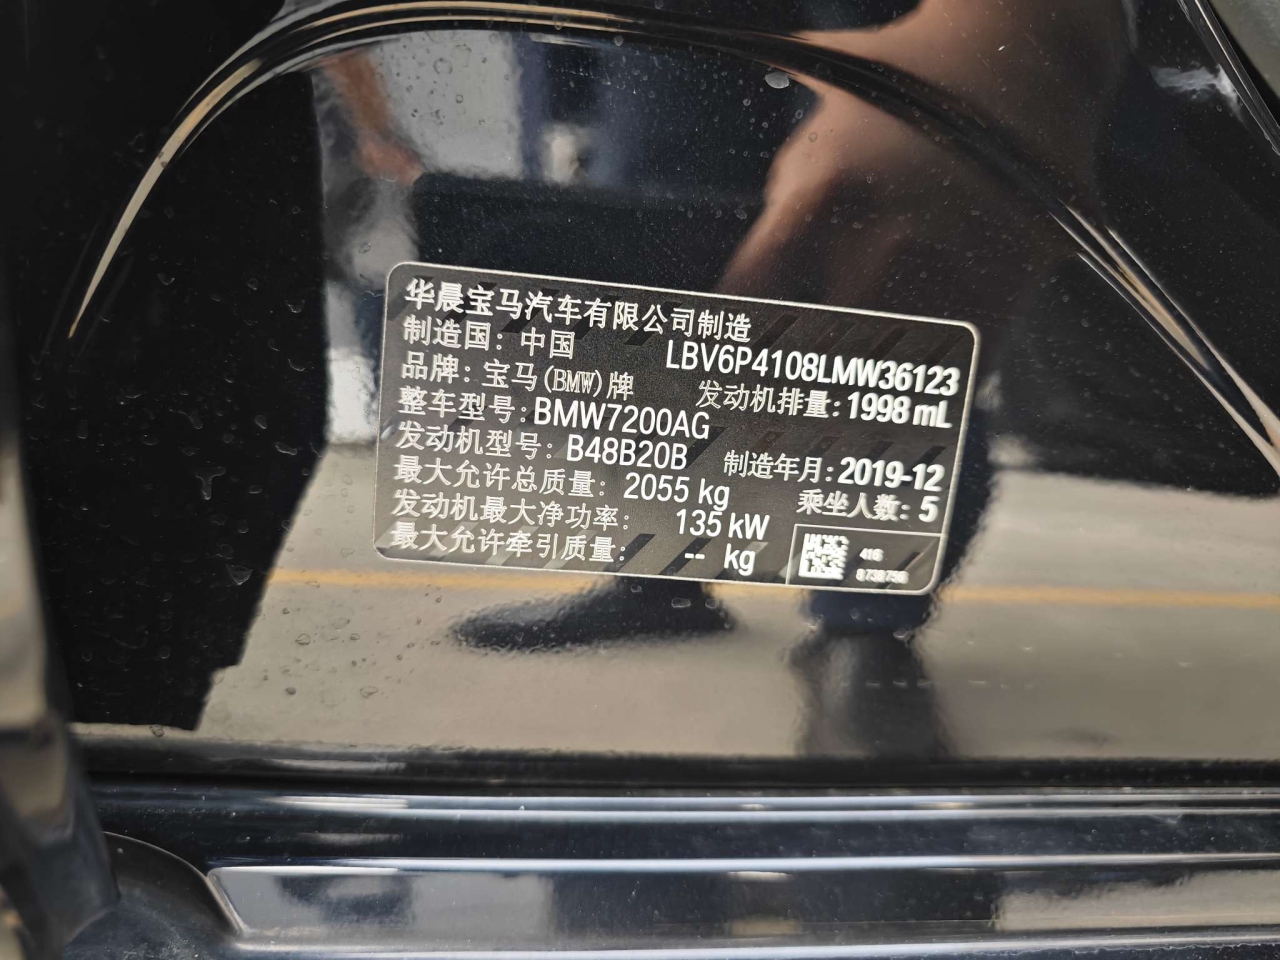 华晨宝马汽车有限公司制造
制造国：中国 LBV6P4108LMW36123
品牌：宝马(BMW)牌 发动机排量：1998 mL
整车型号：BMW7200AG
发动机型号：B48B20B 制造年月：2019-12
最大允许总质量：2055 kg 乘坐人数：5
发动机最大净功率：135 kW
最大允许牵引质量：-- kg
416